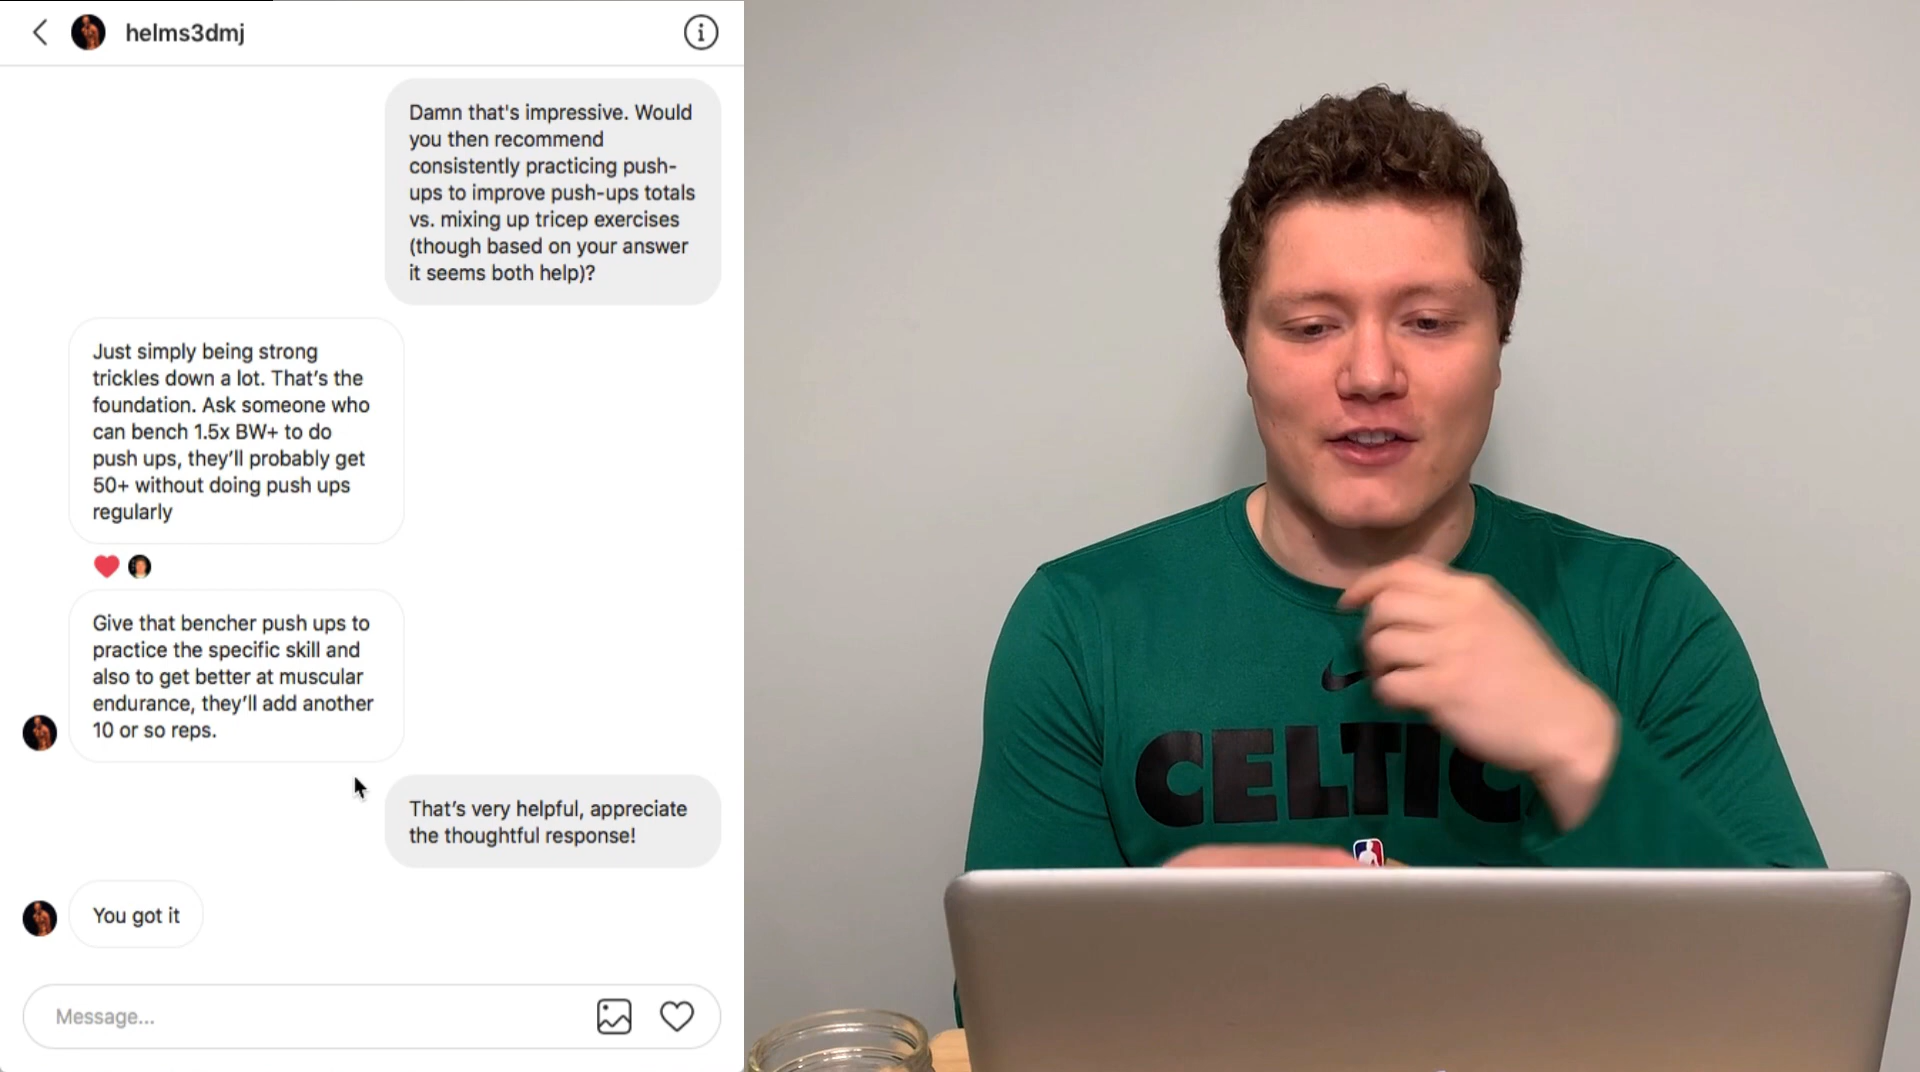 helms3dmj
Damn that's impressive. Would
you then recommend
consistently practicing push-
ups to improve push-ups totals
vs. mixing up tricep exercises
(though based on your answer
it seems both help)?
Just simply being strong
trickles down a lot. That’s the
foundation. Ask someone who
can bench 1.5x BW+ to do
push ups, they’ll probably get
50+ without doing push ups
regularly
Give that bencher push ups to
practice the specific skill and
also to get better at muscular
endurance, they’ll add another
10 or so reps.
That’s very helpful, appreciate
the thoughtful response!
You got it
Message...
CELTIC